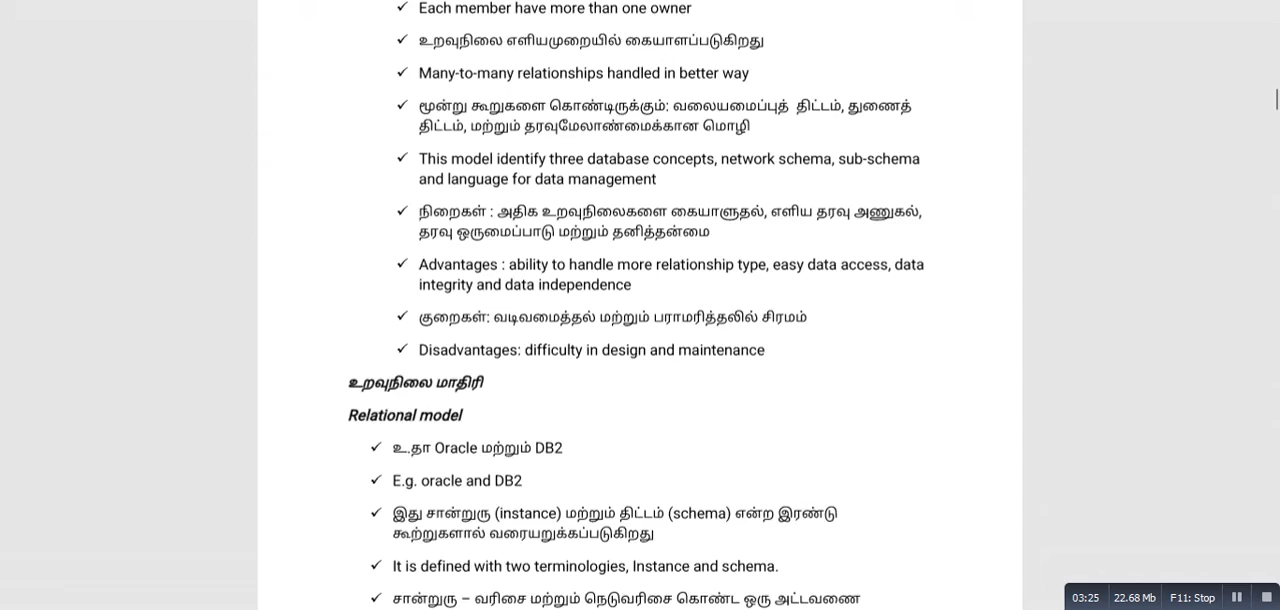 ✓ Each member have more than one owner
✓ உறவுநிலை எளியமுறையில் கையாளப்படுகிறது
✓ Many-to-many relationships handled in better way
✓ மூன்று கூறுகளை கொண்டிருக்கும்: வலையமைப்புத் திட்டம், துணைத்
திட்டம், மற்றும் தரவுமேலாண்மைக்கான மொழி
✓ This model identify three database concepts, network schema, sub-schema
and language for data management
✓ நிறைகள் : அதிக உறவுநிலைகளை கையாளுதல், எளிய தரவு அணுகல்,
தரவு ஒருமைப்பாடு மற்றும் தனித்தன்மை
✓ Advantages : ability to handle more relationship type, easy data access, data
integrity and data independence
✓ குறைகள்: வடிவமைத்தல் மற்றும் பராமரித்தலில் சிரமம்
✓ Disadvantages: difficulty in design and maintenance
உறவுநிலை மாதிரி
Relational model
✓ உ.தா Oracle மற்றும் DB2
✓ E.g. oracle and DB2
✓ இது சான்றுரு (instance) மற்றும் திட்டம் (schema) என்ற இரண்டு
கூற்றுகளால் வரையறுக்கப்படுகிறது
✓ It is defined with two terminologies, Instance and schema.
✓ சான்றுரு – வரிசை மற்றும் நெடுவரிசை கொண்ட ஒரு அட்டவணை
03:25 22.68 Mb F11: Stop